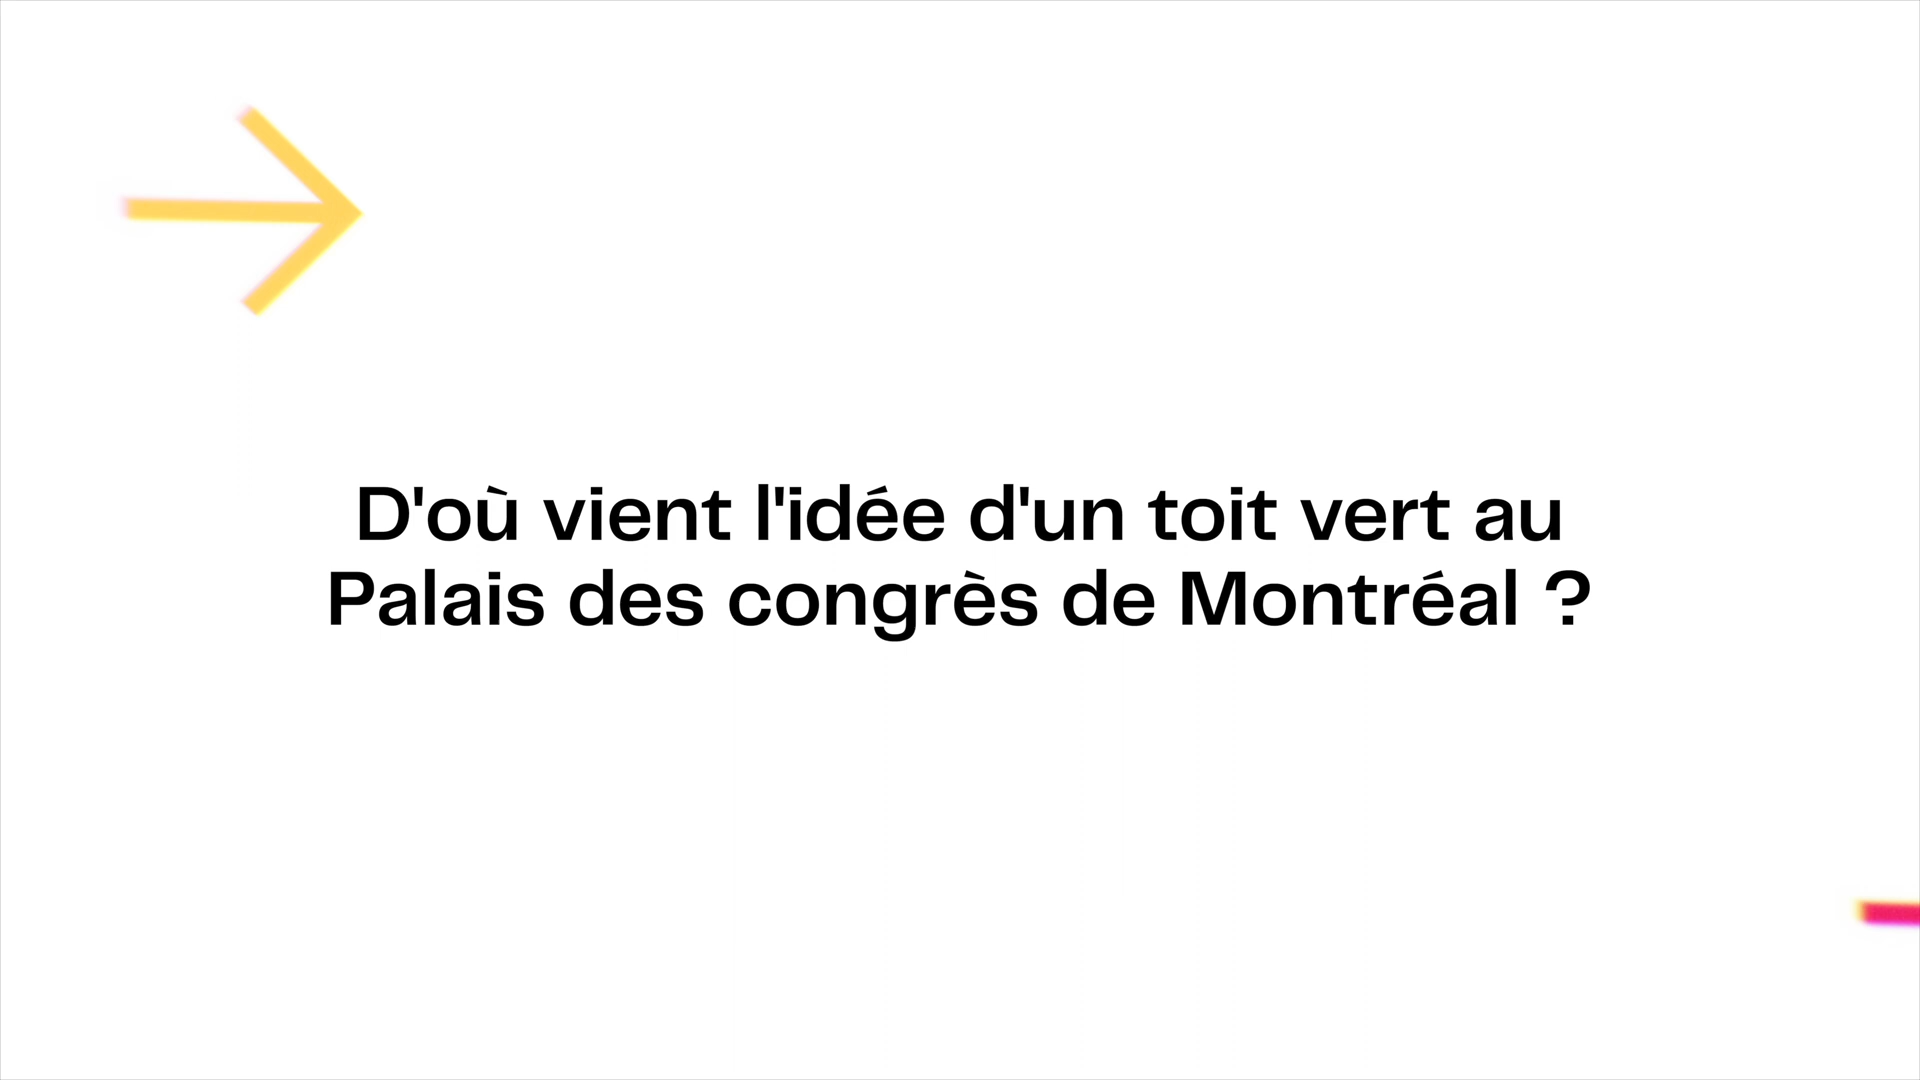 D'où vient l'idée d'un toit vert au
Palais des congrès de Montréal ?